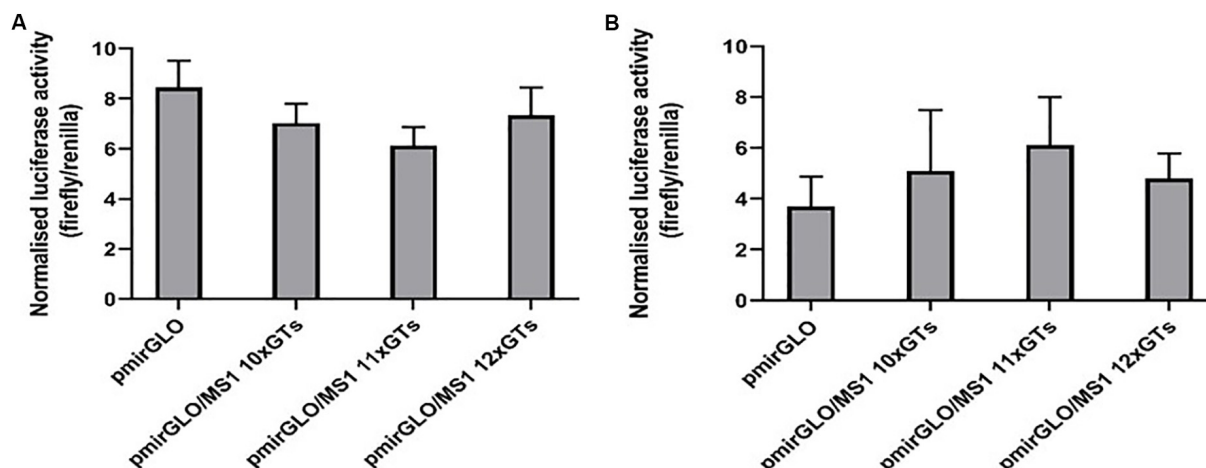 A
Normalised luciferase activity
(firefly/renilla)
10
8
6
4
2
0
pmirGLO
pmirGLO/MS1 10xGTs
pmirGLO/MS1 11xGTs
pmirGLO/MS1 12xGTs
B
Normalised luciferase activity
(firefly/renilla)
10
8
6
4
2
0
pmirGLO
pmirGLO/MS1 10xGTs
pmirGLO/MS1 11xGTs
pmirGLO/MS1 12xGTs